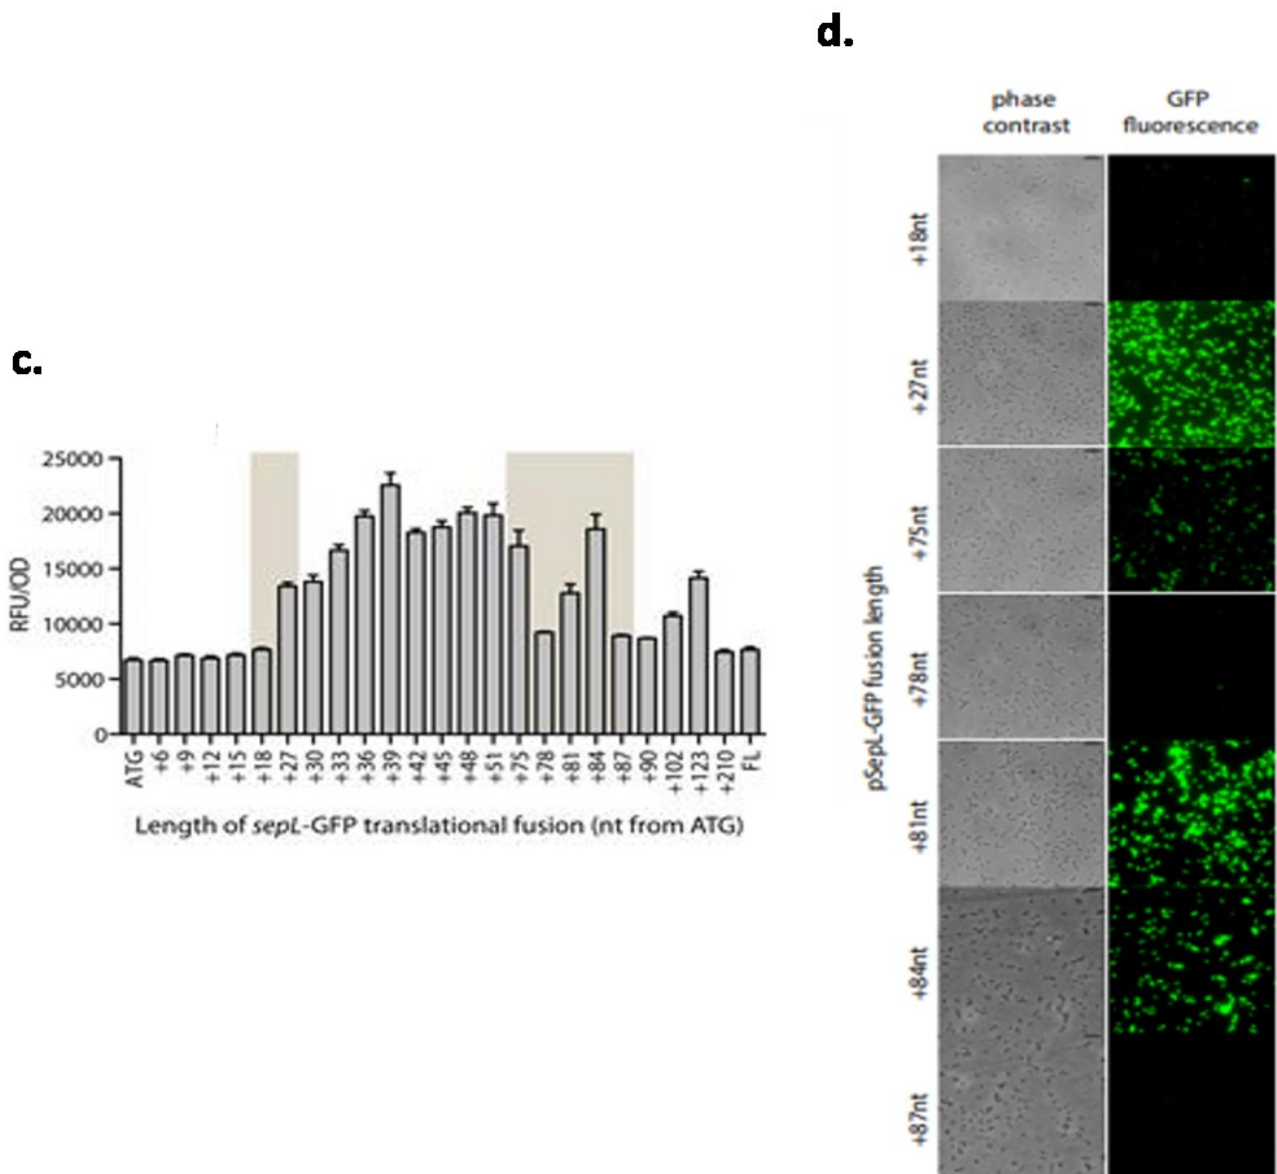 d.
phase
contrast
GFP
fluorescence
c.
25000
20000
15000
10000
5000
0
RFU/OD
ATG
+6
+9
+12
+15
+18
+27
+30
+33
+36
+39
+42
+45
+48
+51
+75
+78
+81
+84
+87
+90
+102
+123
+210
FL
Length of sepL-GFP translational fusion (nt from ATG)
pSepL-GFP fusion length
+18nt
+27nt
+75nt
+78nt
+81nt
+84nt
+87nt